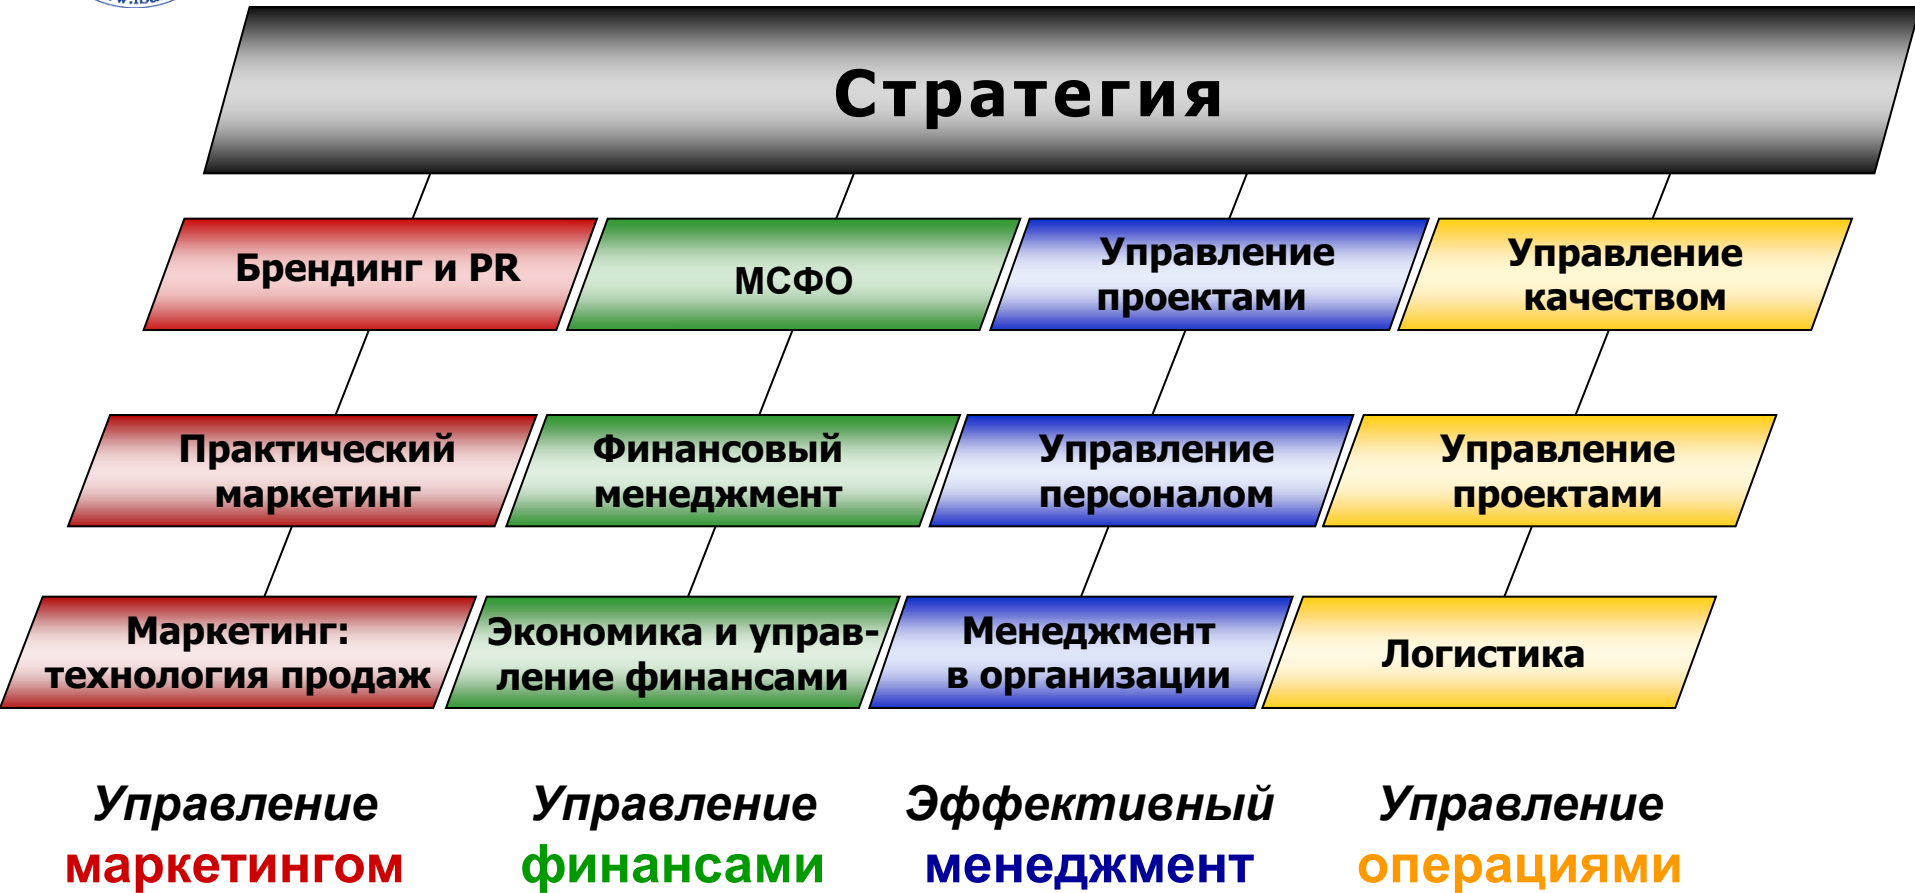 Стратегия
Брендинг и PR
МСФО
Управление
проектами
Управление
качеством
Практический
маркетинг
Финансовый
менеджмент
Управление
персоналом
Управление
проектами
Маркетинг:
технология продаж
Экономика и управ-
ление финансами
Менеджмент
в организации
Логистика
Управление
маркетингом
Управление
финансами
Эффективный
менеджмент
Управление
операциями